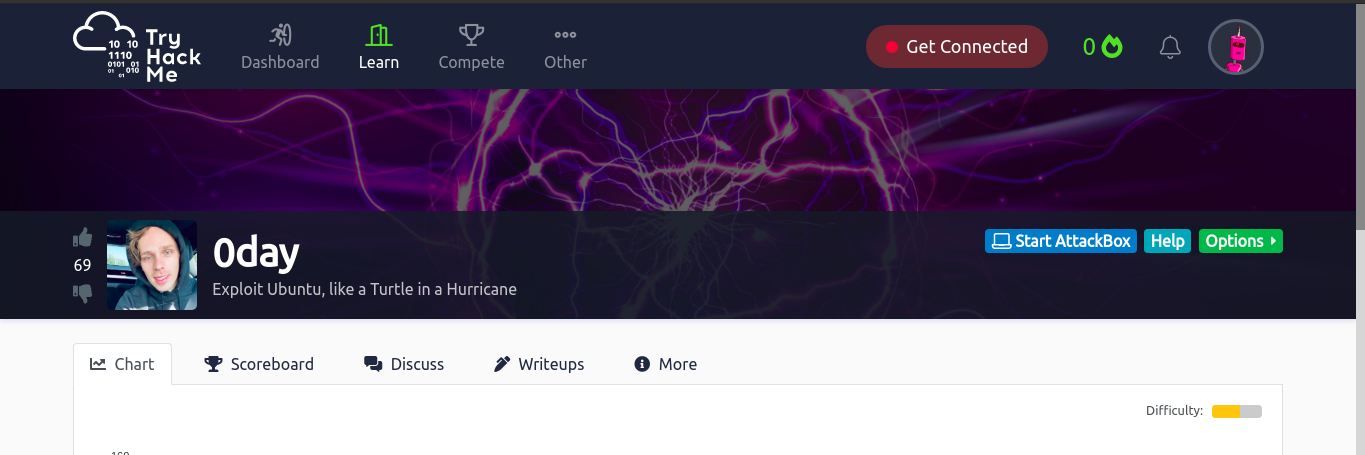 Try
Hack
Me
10 10
1110
0101 01
01 010
01
Dashboard
Learn
Compete
Other
Get Connected
0
69
0day
Exploit Ubuntu, like a Turtle in a Hurricane
Start AttackBox
Help
Options
Chart
Scoreboard
Discuss
Writeups
More
Difficulty: